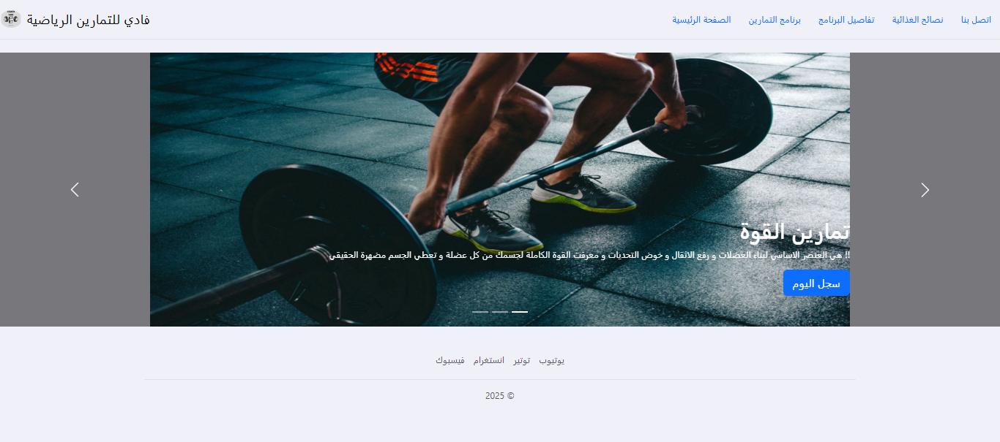 فادي للتمارين الرياضية
الصفحة الرئيسية
برنامج التمارين
تفاصيل البرنامج
نصائح الغذائية
اتصل بنا
تمارين القوة
!! هي العنصر الاساسي لبناء العضلات و رفع الاثقال و خوض التحديات و معرفت القوة الكاملة لجسمك من كل عضلة و تعطي الجسم مضهرة الحقيقي
سجل اليوم
فيسبوك انستغرام توتير يوتيوب
© 2025